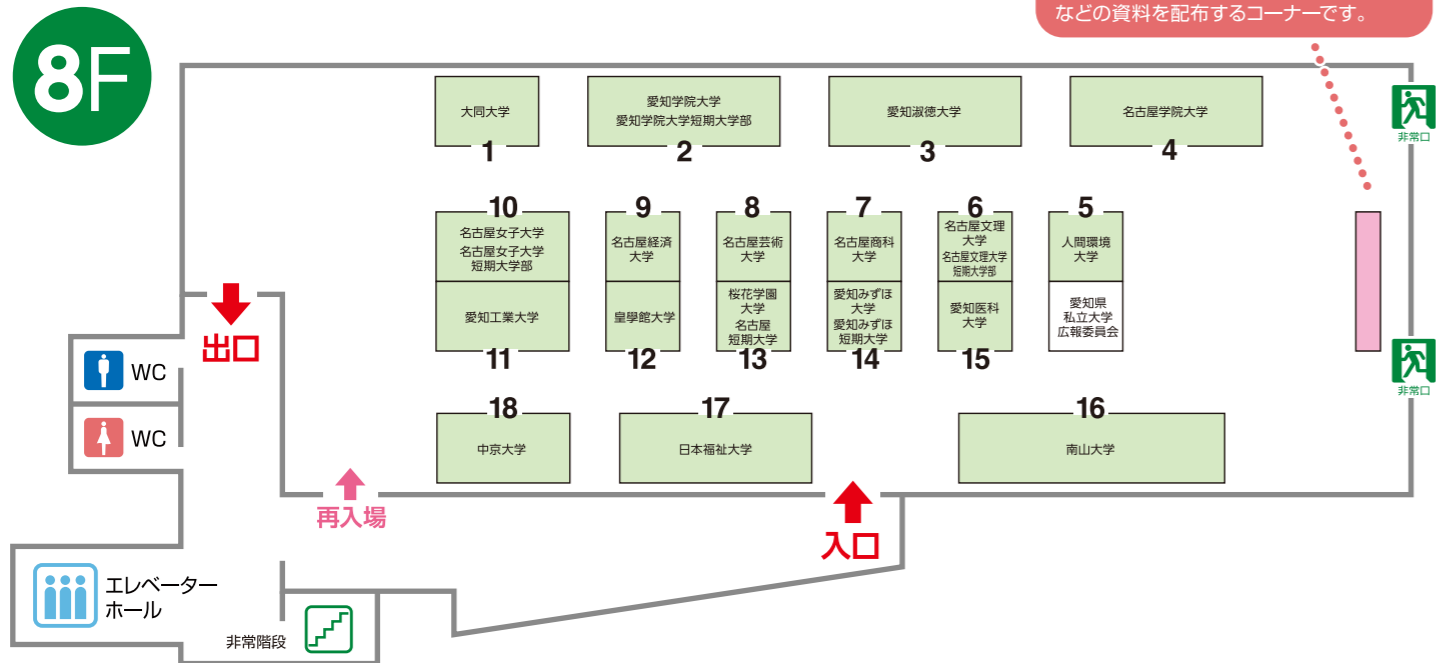 などの資料を配布するコーナーです。
8F
大同大学
1
愛知学院大学
愛知学院大学短期大学部
2
愛知淑徳大学
3
名古屋学院大学
4
非常口
10
名古屋女子大学
名古屋女子大学
短期大学部
9
名古屋経済
大学
8
名古屋芸術
大学
7
名古屋商科
大学
6
名古屋文理
大学
名古屋文理大学
短期大学部
5
人間環境
大学
愛知工業大学
11
皇學館大学
12
桜花学園
大学
名古屋
短期大学
13
愛知みずほ
大学
愛知みずほ
短期大学
14
愛知医科
大学
15
愛知県
私立大学
広報委員会
非常口
出口
WC
WC
18
中京大学
17
日本福祉大学
16
南山大学
再入場
入口
エレベーター
ホール
非常階段